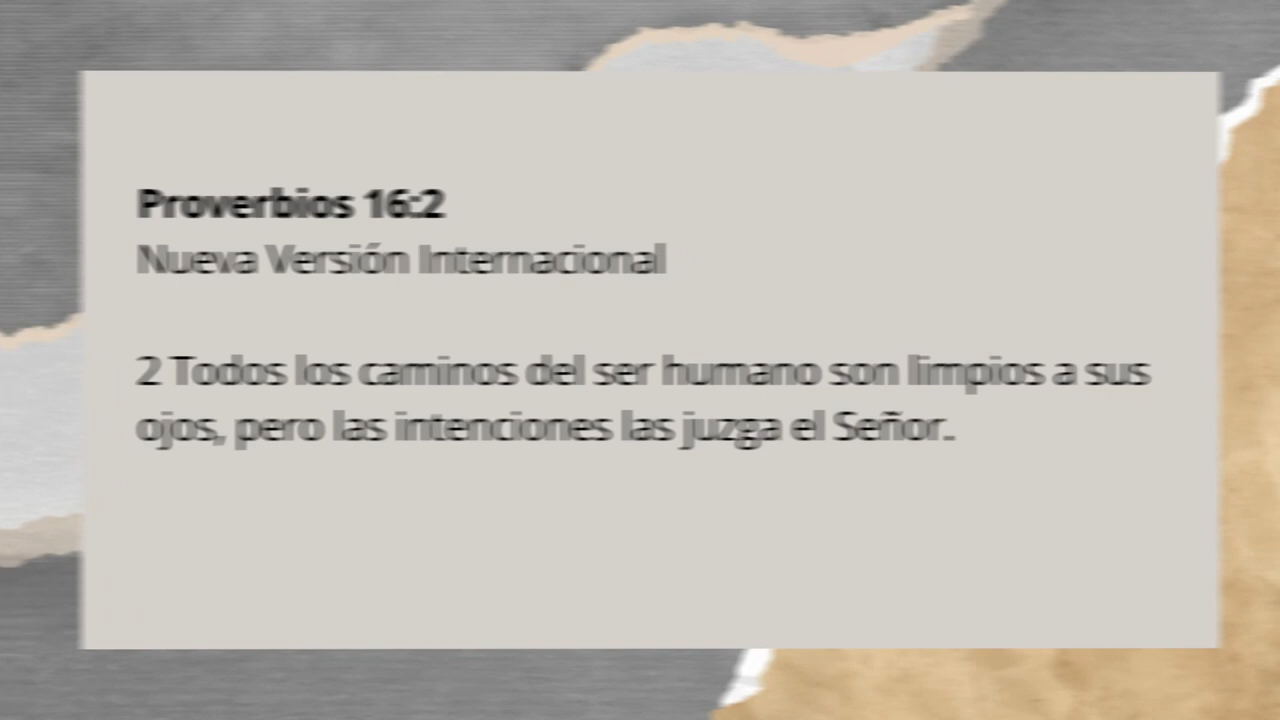 Proverbios 16:2
Nueva Versión Internacional
2 Todos los caminos del ser humano son limpios a sus
ojos, pero las intenciones las juzga el Señor.